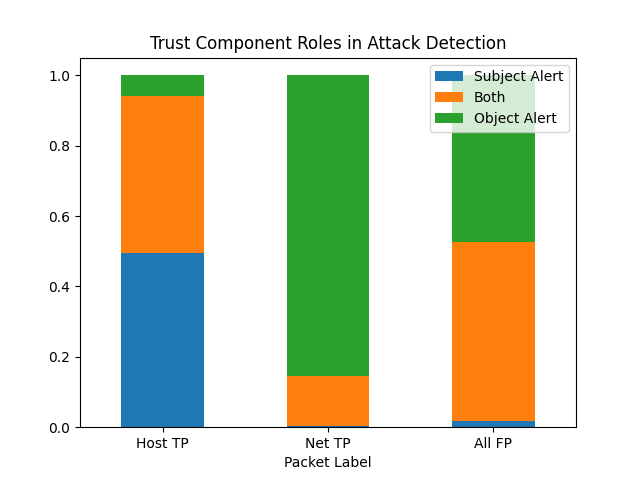 Trust Component Roles in Attack Detection
1.0
0.8
0.6
0.4
0.2
0.0
Subject Alert
Both
Object Alert
Host TP
Net TP
All FP
Packet Label